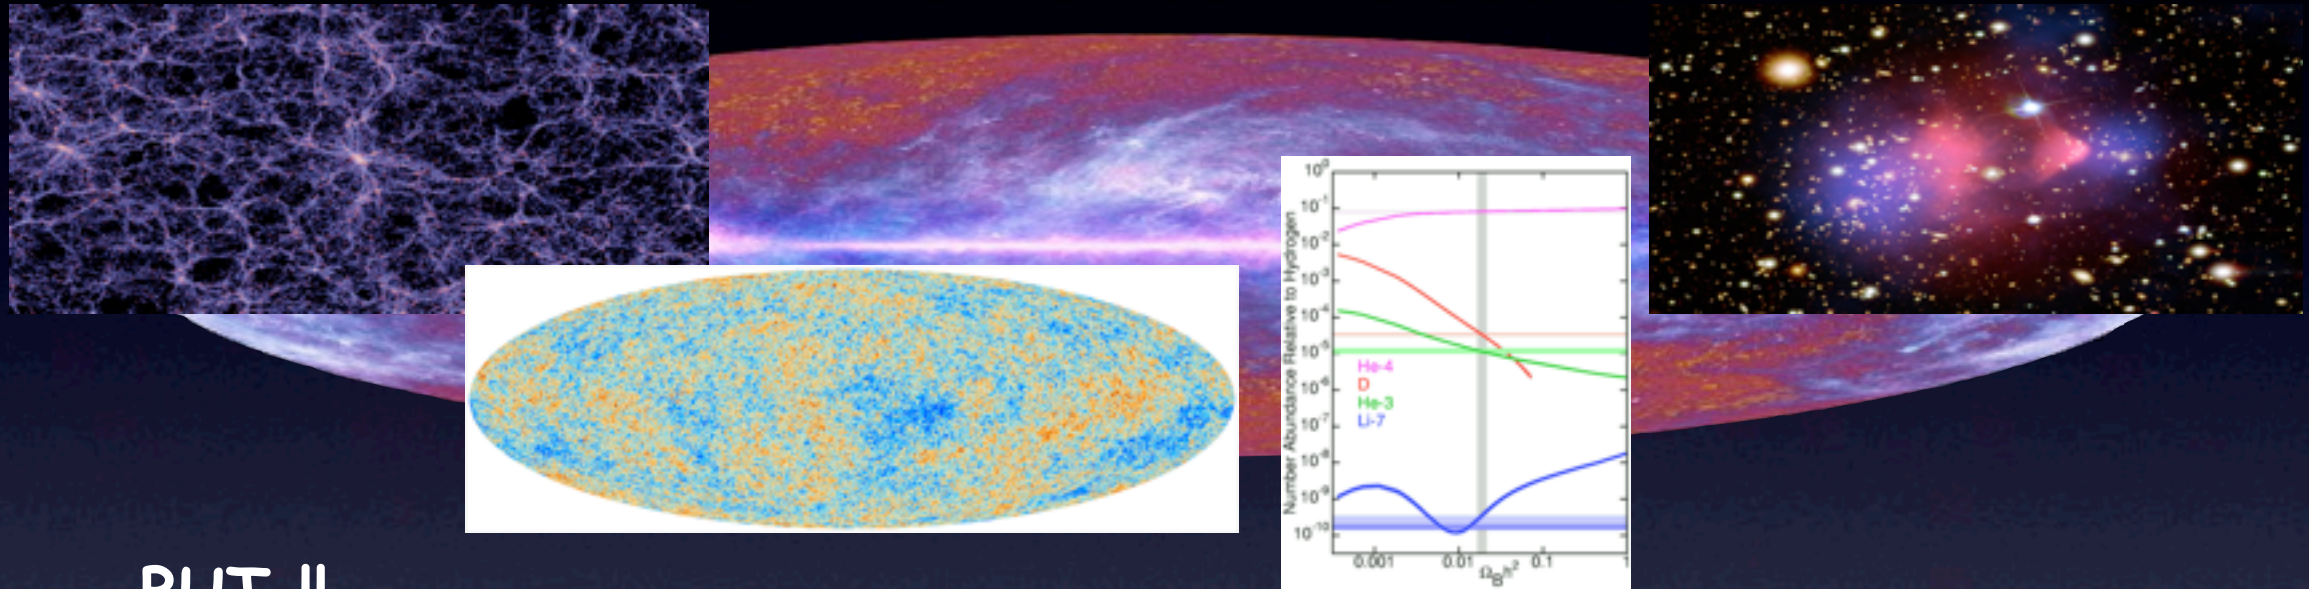 10⁰
10⁻¹
10⁻²
10⁻³
10⁻⁴
10⁻⁵
10⁻⁶
10⁻⁷
10⁻⁸
10⁻⁹
10⁻¹⁰
Number Abundance Relative to Hydrogen
He-4
D
He-3
Li-7
0.001 0.01 0.1 1
Ω_B h²